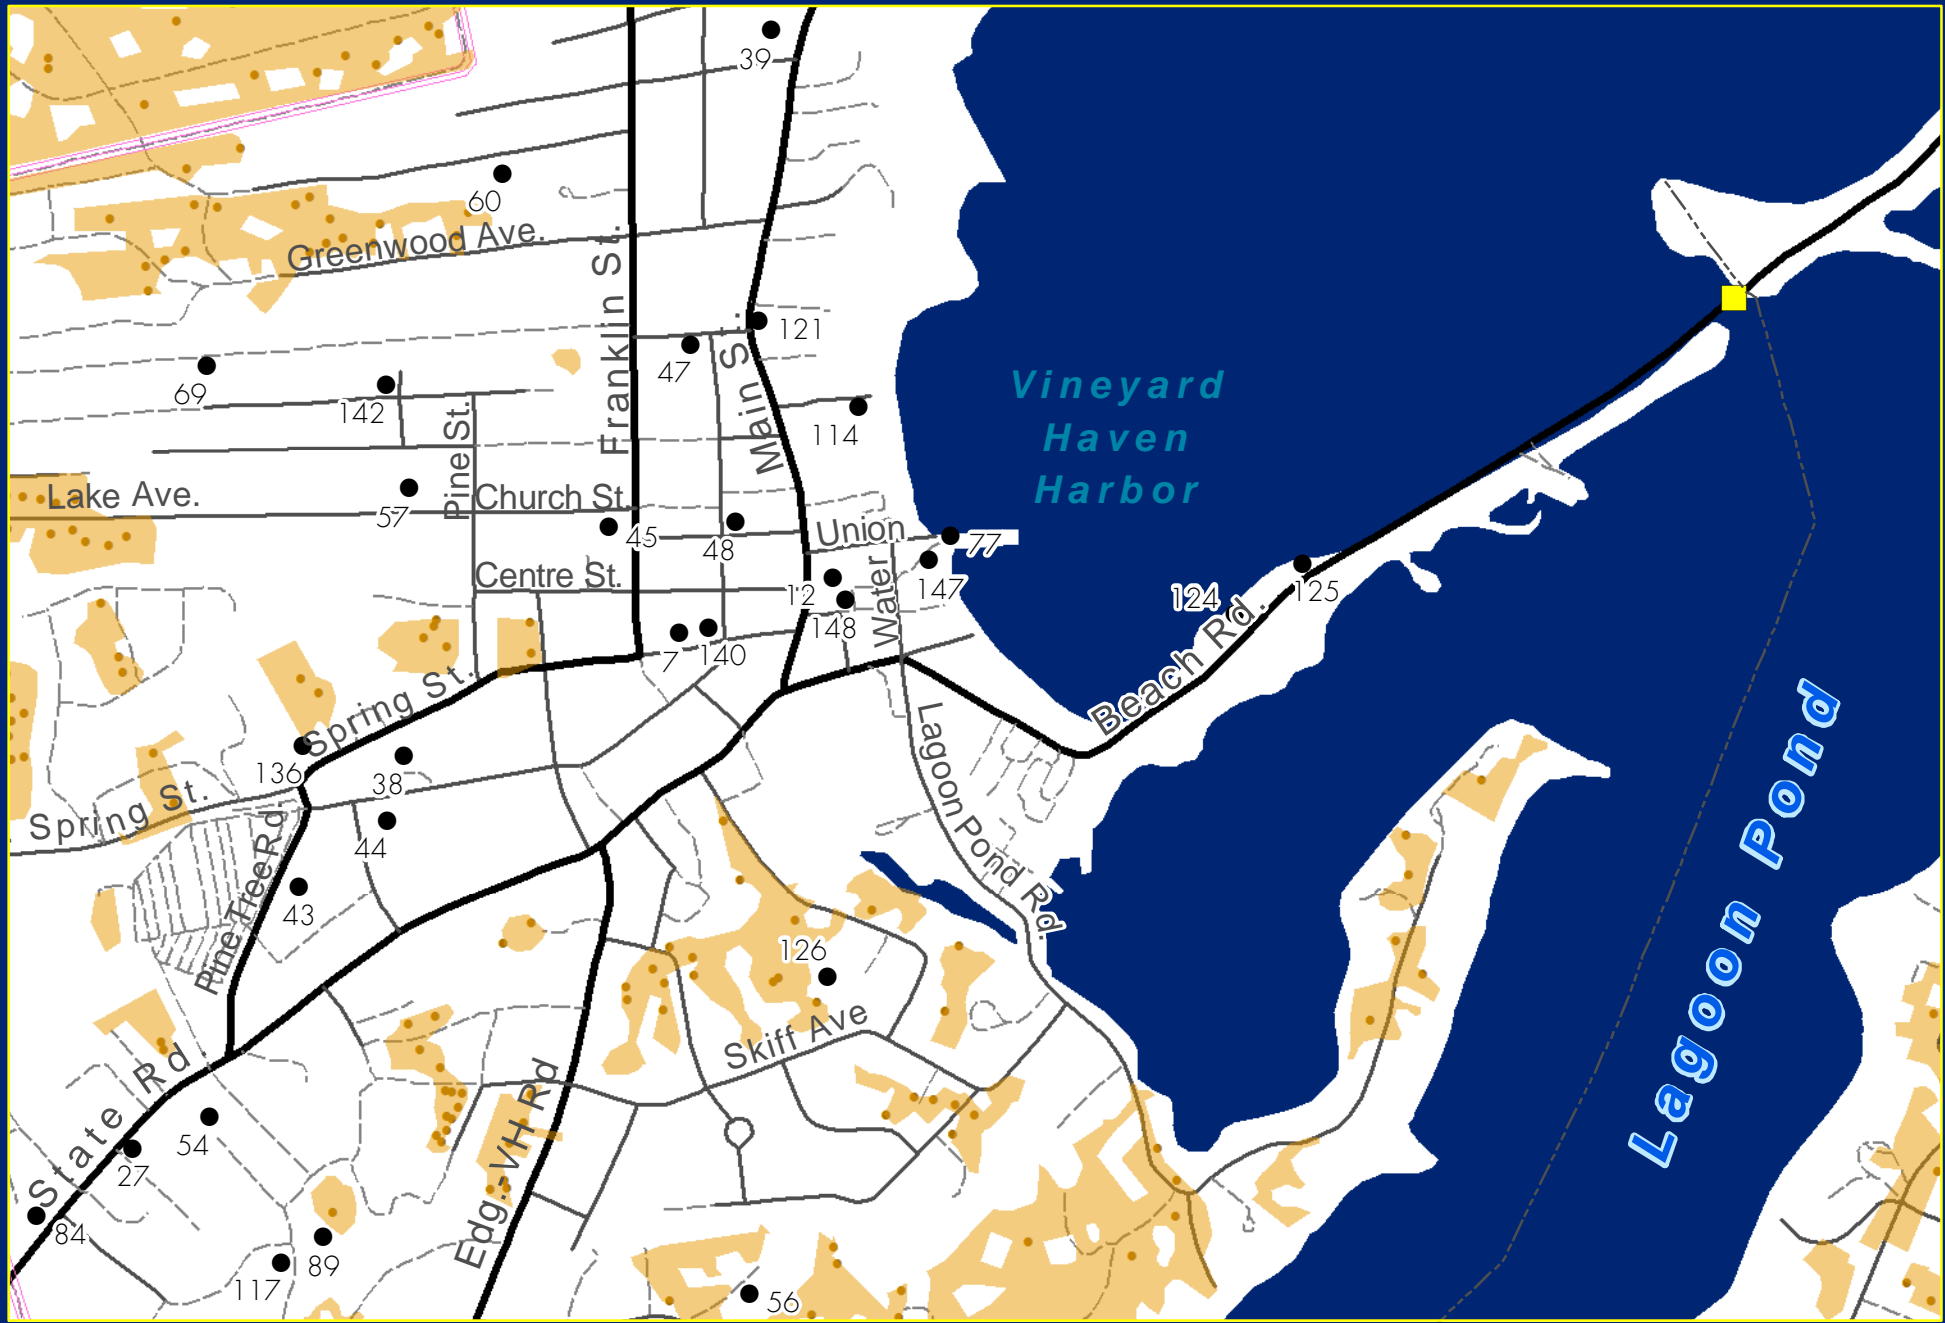 39
60
Greenwood Ave.
Franklin St.
121
47
Main St.
69
142
114
Vineyard
Haven
Harbor
Pine St.
Lake Ave.
Church St.
57
45
48
Union
77
Centre St.
12
Water
147
124
125
148
7
140
Beach Rd.
Spring St.
136
38
Lagoon Pond Rd.
Spring St.
Pine Tree Rd.
44
43
126
Skiff Ave
Lagoon Pond
State Rd.
54
27
Edg.-VH Rd
84
89
117
56